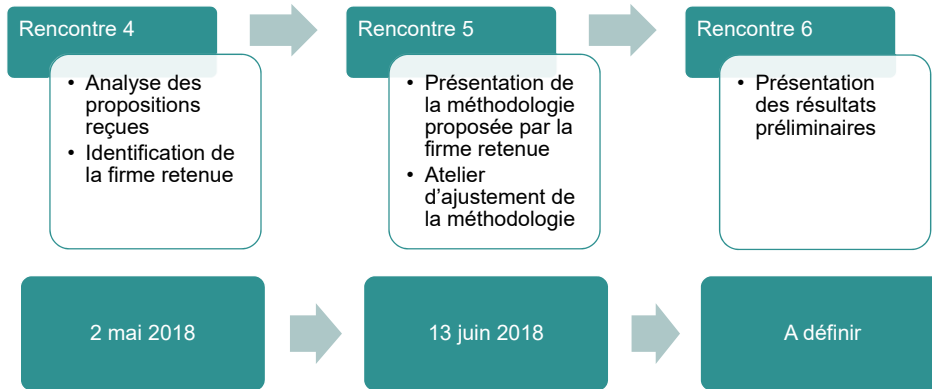 Rencontre 4
• Analyse des
propositions
reçues
• Identification de
la firme retenue
Rencontre 5
• Présentation de
la méthodologie
proposée par la
firme retenue
• Atelier
d’ajustement de
la méthodologie
Rencontre 6
• Présentation
des résultats
préliminaires
2 mai 2018
13 juin 2018
A définir